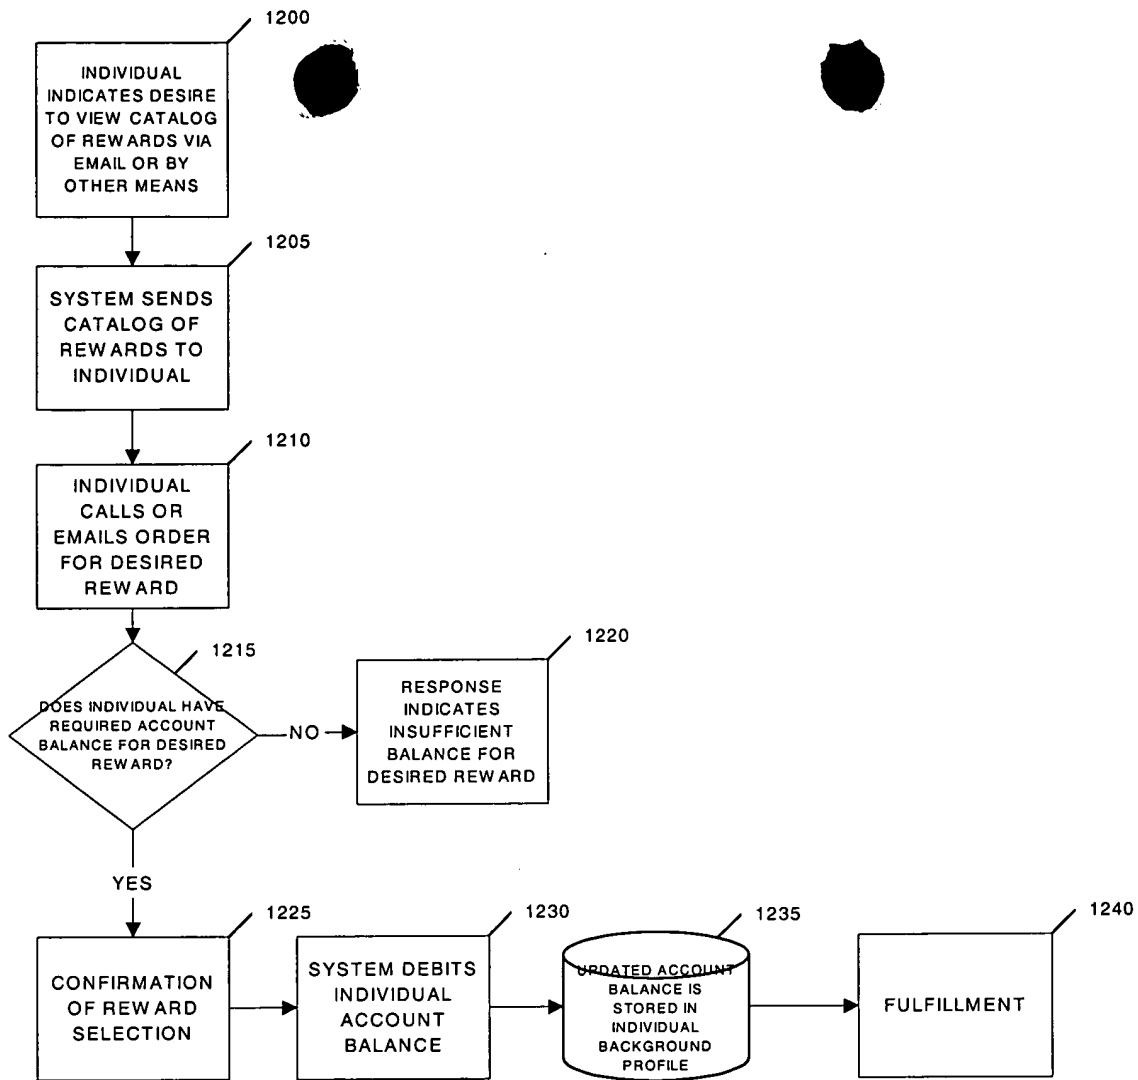 1200
INDIVIDUAL
INDICATES DESIRE
TO VIEW CATALOG
OF REWARDS VIA
EMAIL OR BY
OTHER MEANS
1205
SYSTEM SENDS
CATALOG OF
REWARDS TO
INDIVIDUAL
1210
INDIVIDUAL
CALLS OR
EMAILS ORDER
FOR DESIRED
REWARD
1215
DOES INDIVIDUAL HAVE
REQUIRED ACCOUNT
BALANCE FOR DESIRED
REWARD?
NO
1220
RESPONSE
INDICATES
INSUFFICIENT
BALANCE FOR
DESIRED REWARD
YES
1225
CONFIRMATION
OF REWARD
SELECTION
1230
SYSTEM DEBITS
INDIVIDUAL
ACCOUNT
BALANCE
1235
UPDATED ACCOUNT
BALANCE IS
STORED IN
INDIVIDUAL
BACKGROUND
PROFILE
1240
FULFILLMENT